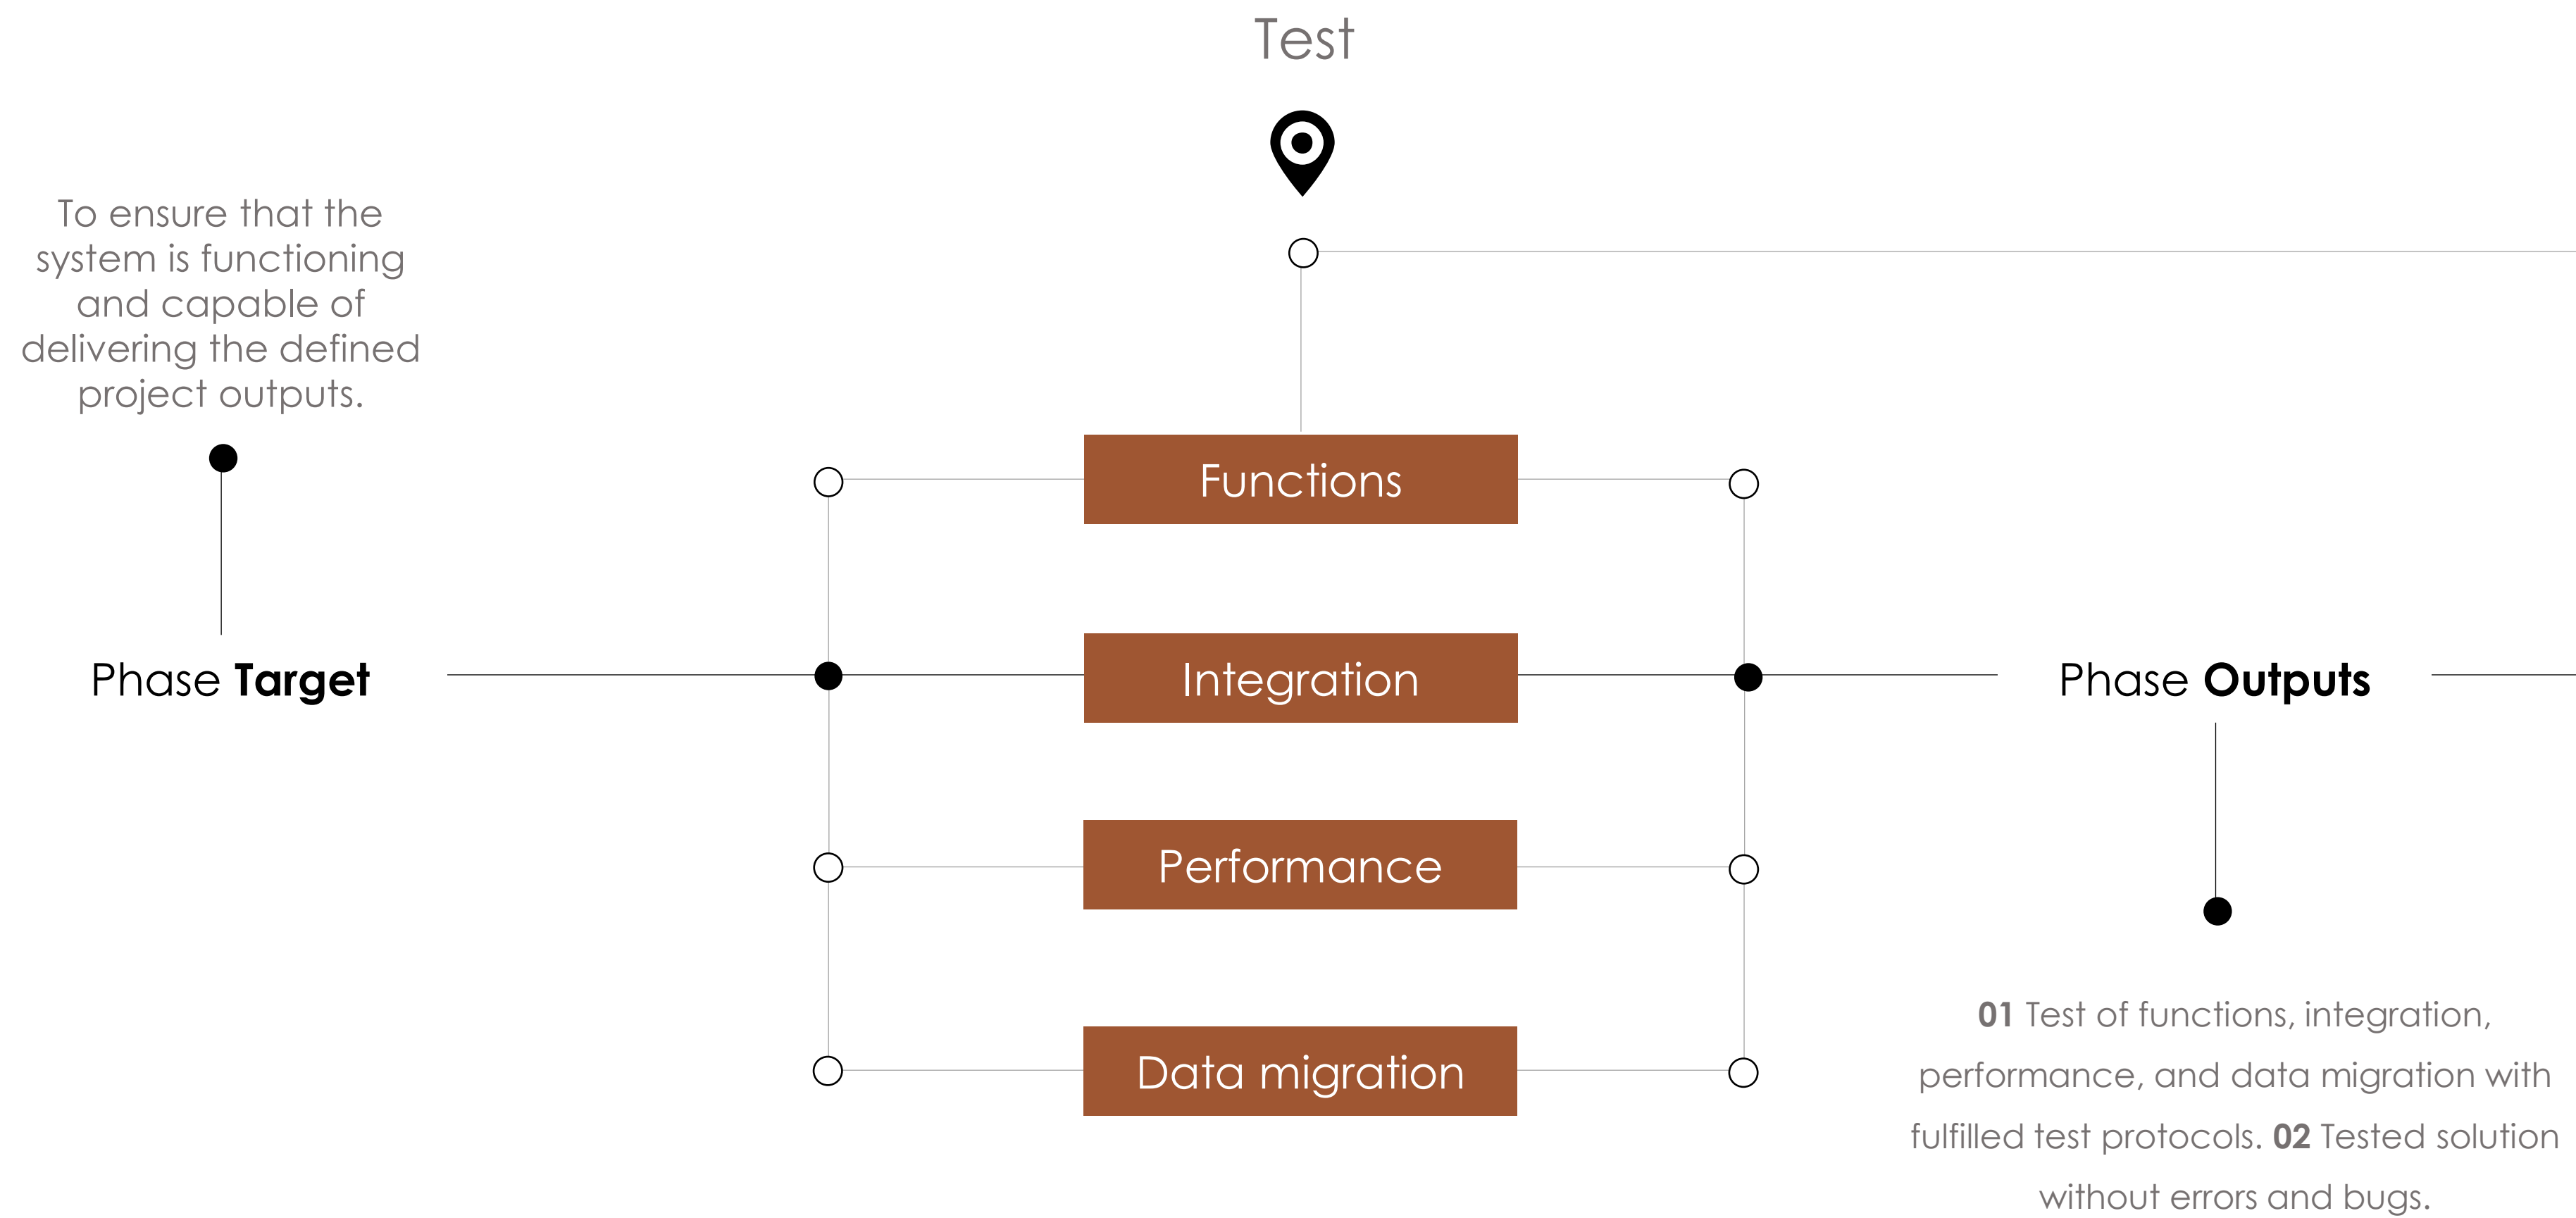 Test
To ensure that the
system is functioning
and capable of
delivering the defined
project outputs.
Phase Target
Functions
Integration
Performance
Data migration
Phase Outputs
01 Test of functions, integration,
performance, and data migration with
fulfilled test protocols. 02 Tested solution
without errors and bugs.